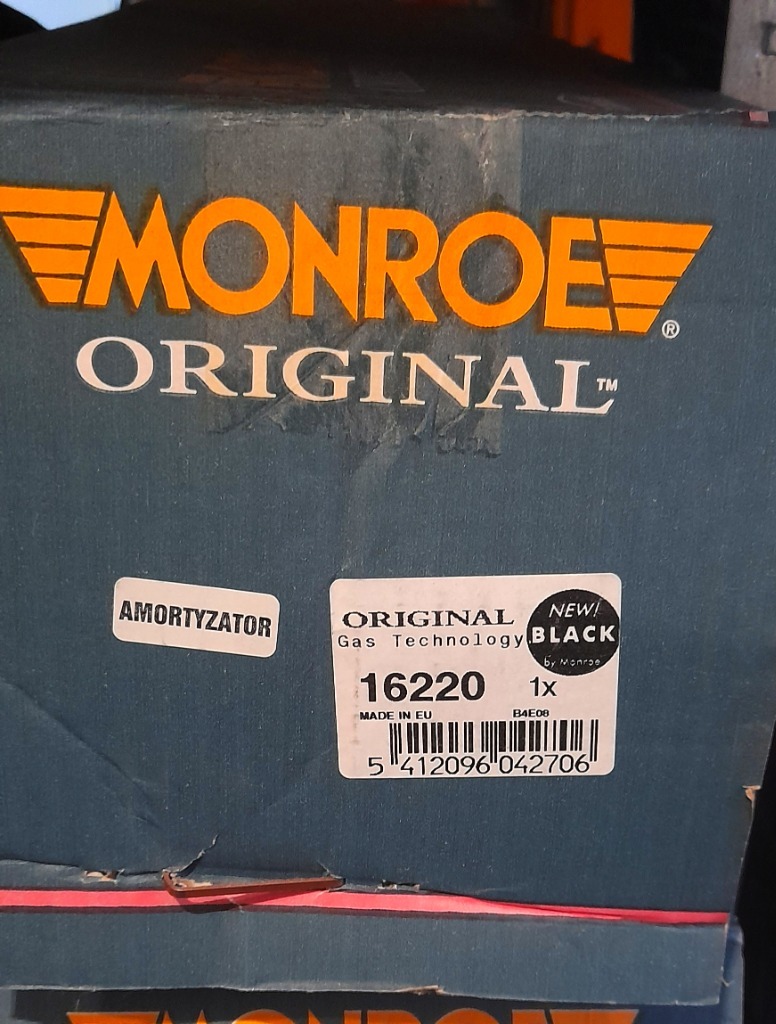 MONROE®
ORIGINAL™
AMORTYZATOR
ORIGINAL
Gas Technology
NEW!
BLACK
by Monroe
16220 1x
MADE IN EU B4E08
5 412096 042706
MONROE